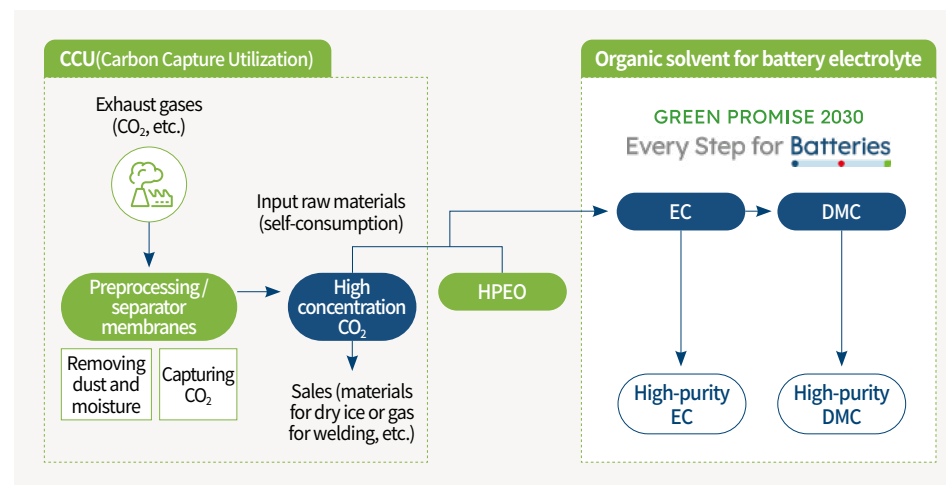 CCU(Carbon Capture Utilization)
Exhaust gases
(CO₂, etc.)
Preprocessing /
separator
membranes
Removing
dust and
moisture
Capturing
CO₂
Input raw materials
(self-consumption)
High
concentration
CO₂
Sales (materials
for dry ice or gas
for welding, etc.)
HPEO
Organic solvent for battery electrolyte
GREEN PROMISE 2030
Every Step for Batteries
EC
DMC
High-purity
EC
High-purity
DMC